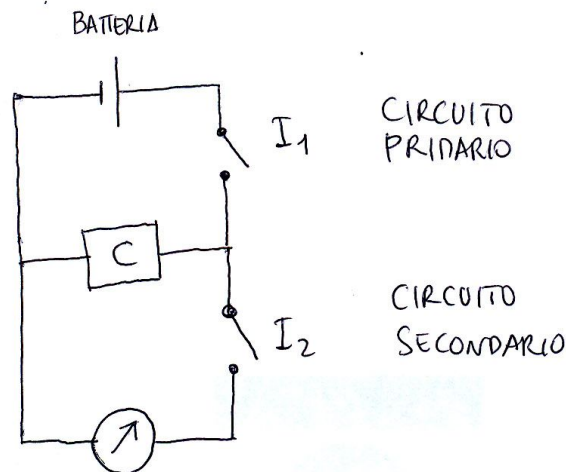 BATTERIA
I1
CIRCUITO
PRIMARIO
C
I2
CIRCUITO
SECONDARIO